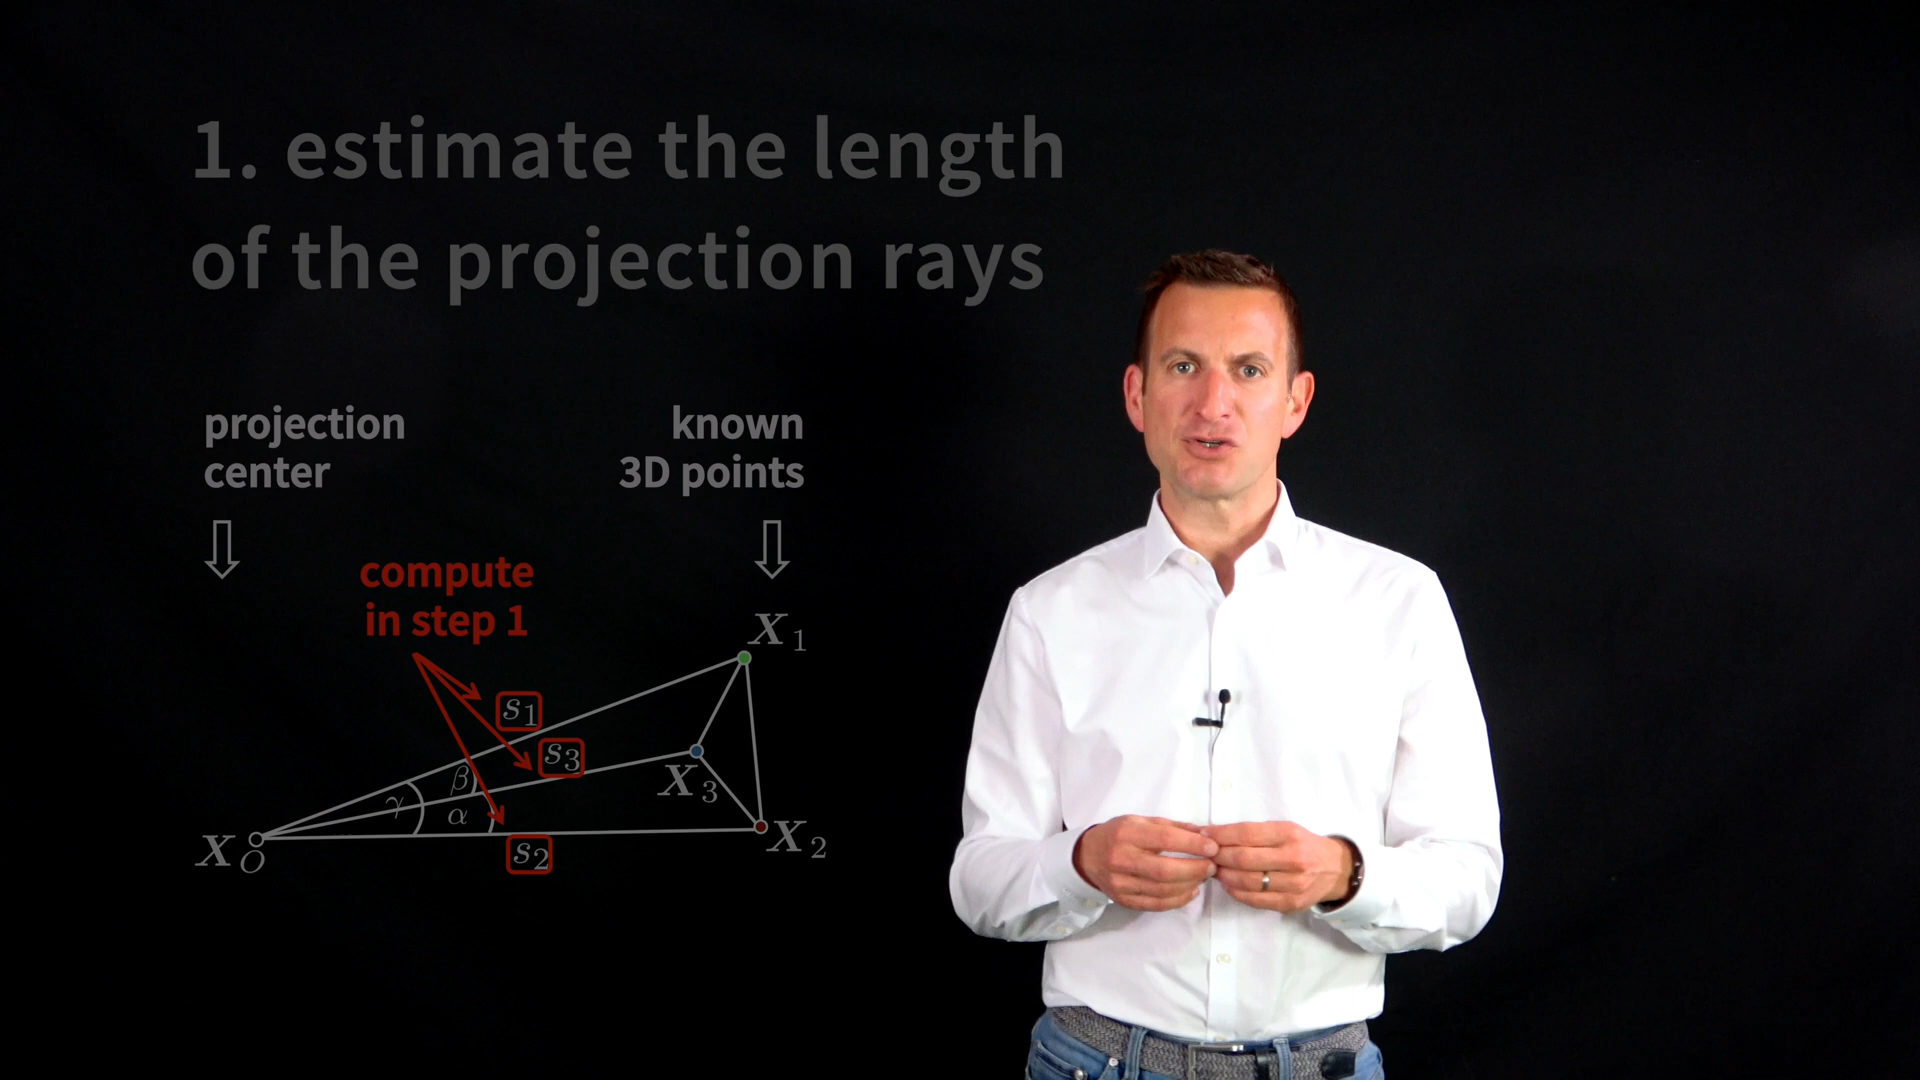 1. estimate the length
of the projection rays
projection
center
known
3D points
compute
in step 1
X1
s1
s3
β
X3
γ
α
XO
s2
X2